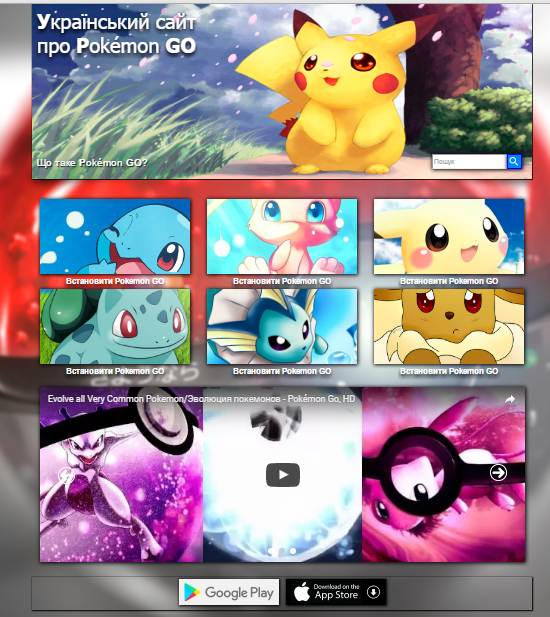 Український сайт
про Pokémon GO
Що таке Pokémon GO?
Пошук
Встановити Pokemon GO
Встановити Pokemon GO
Встановити Pokemon GO
Встановити Pokemon GO
Встановити Pokemon GO
Встановити Pokemon GO
Evolve all Very Common Pokemon/Эволюция покемонов - Pokémon Go, HD
Google Play
Download on the
App Store